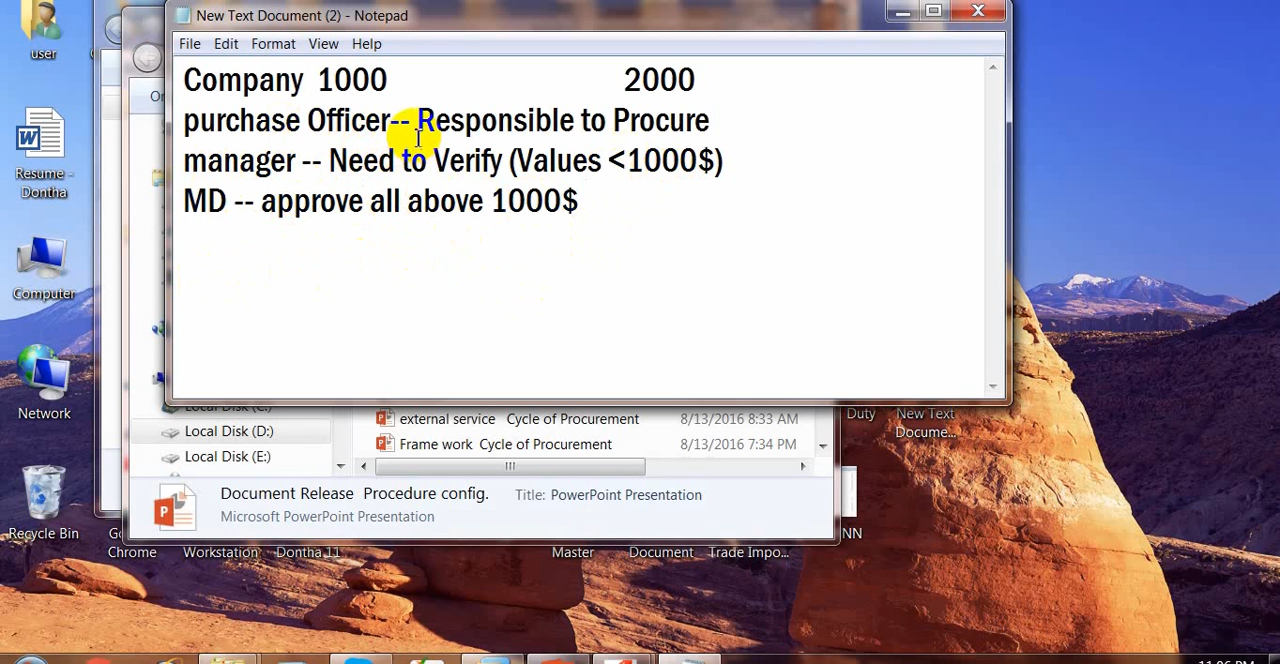 New Text Document (2) - Notepad
File Edit Format View Help
Company 1000 2000
purchase Officer-- Responsible to Procure
manager -- Need to Verify (Values <1000$)
MD -- approve all above 1000$
user
Resume - Dontha
Computer
Network
Recycle Bin
Or
Local Disk (D:)
Local Disk (E:)
external service Cycle of Procurement 8/13/2016 8:33 AM
Frame work Cycle of Procurement 8/13/2016 7:34 PM
Document Release Procedure config. Title: PowerPoint Presentation
Microsoft PowerPoint Presentation
Duty
New Text Docume...
NN
Chrome
Workstation
Dontha 11
Master
Document
Trade Impo...